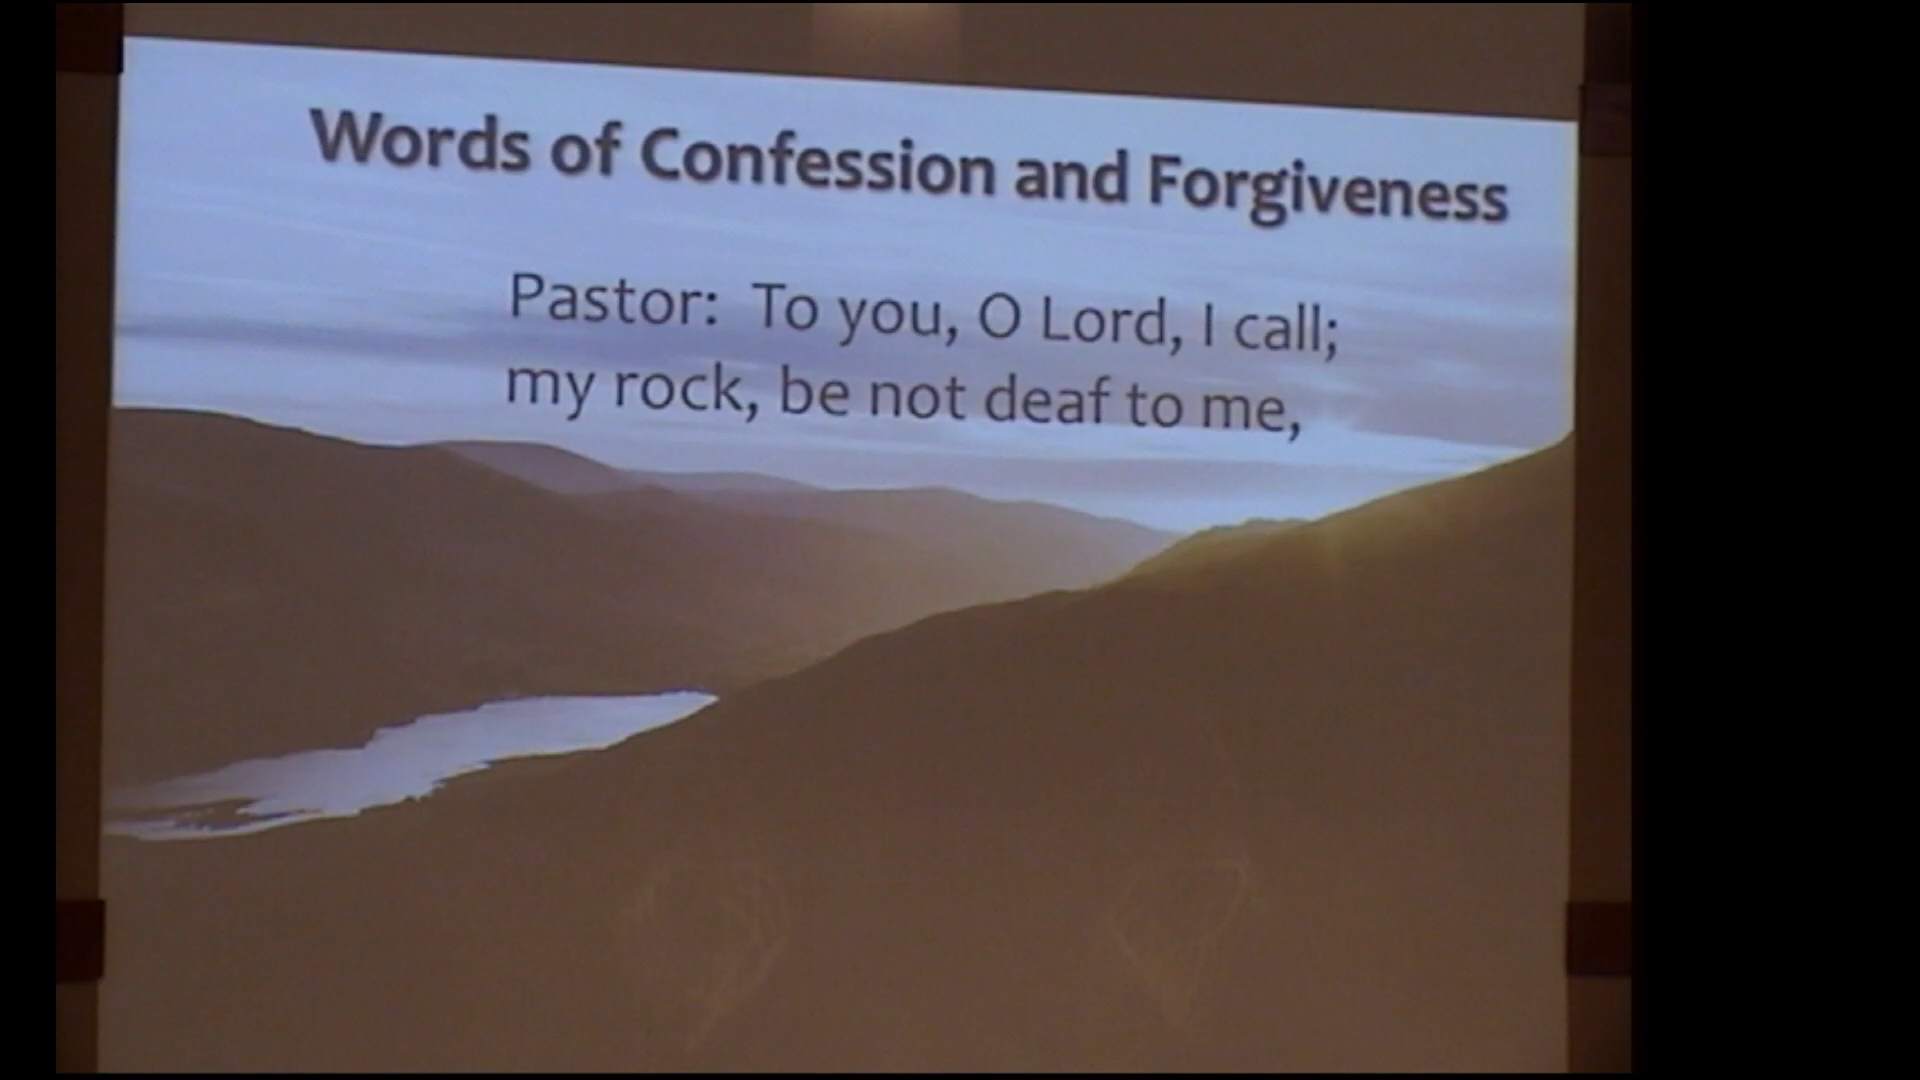 Words of Confession and Forgiveness
Pastor: To you, O Lord, I call;
my rock, be not deaf to me,